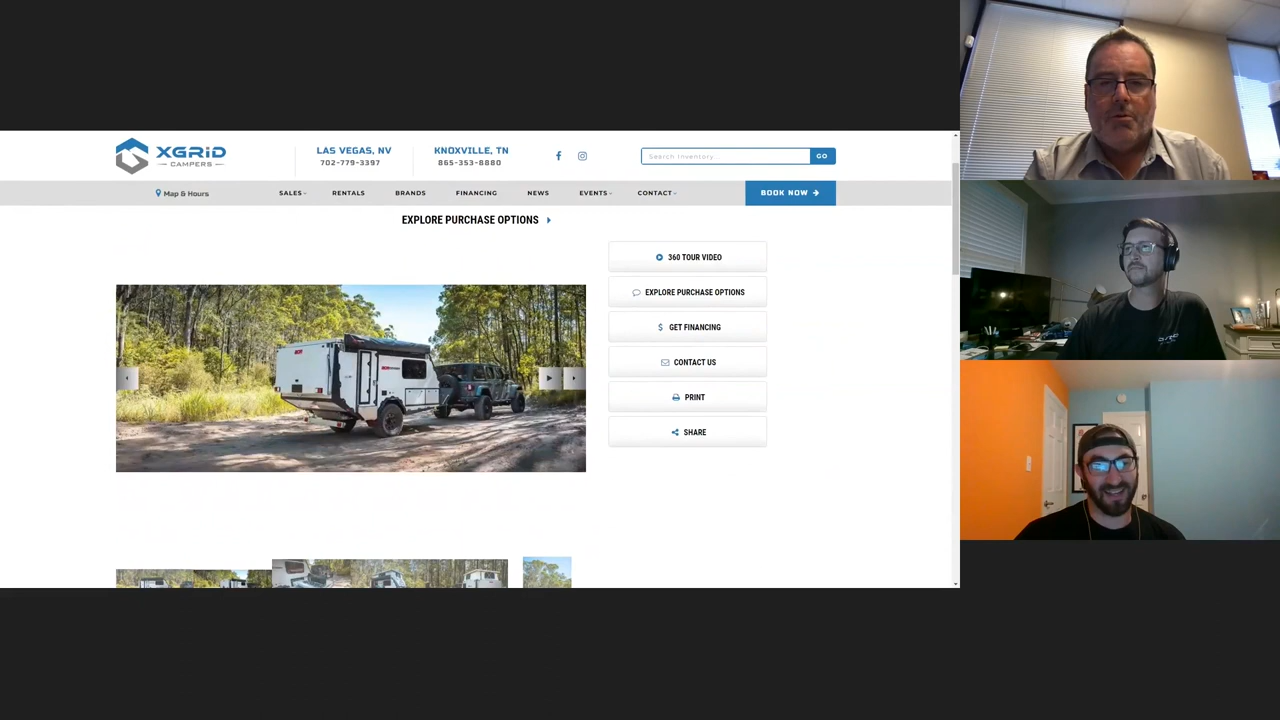 XGRiD
CAMPERS
LAS VEGAS, NV
702-779-3397
KNOXVILLE, TN
865-353-8880
Search Inventory...
GO
Map & Hours
SALES
RENTALS
BRANDS
FINANCING
NEWS
EVENTS
CONTACT
BOOK NOW
EXPLORE PURCHASE OPTIONS
360 TOUR VIDEO
EXPLORE PURCHASE OPTIONS
GET FINANCING
CONTACT US
PRINT
SHARE